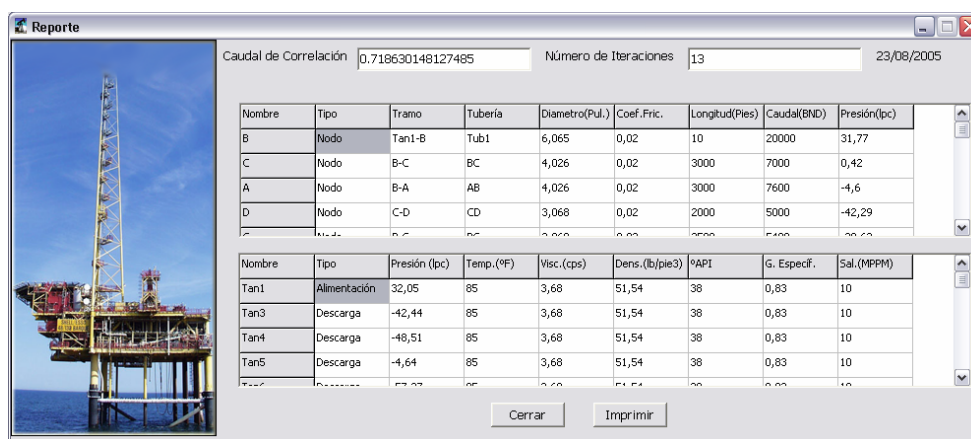 Reporte
Caudal de Correlación 0.718630148127485 Número de Iteraciones 13 23/08/2005
Nombre Tipo Tramo Tubería Diametro(Pul.) Coef.Fric. Longitud(Pies) Caudal(BND) Presión(lpc)
B Nodo Tan1-B Tub1 6,065 0,02 10 20000 31,77
C Nodo B-C BC 4,026 0,02 3000 7000 0,42
A Nodo B-A AB 4,026 0,02 3000 7600 -4,6
D Nodo C-D CD 3,068 0,02 2000 5000 -42,29
Nombre Tipo Presión (lpc) Temp.(ºF) Visc.(cps) Dens.(lb/pie3) ºAPI G. Específ. Sal.(MPPM)
Tan1 Alimentación 32,05 85 3,68 51,54 38 0,83 10
Tan3 Descarga -42,44 85 3,68 51,54 38 0,83 10
Tan4 Descarga -48,51 85 3,68 51,54 38 0,83 10
Tan5 Descarga -4,64 85 3,68 51,54 38 0,83 10
Cerrar Imprimir